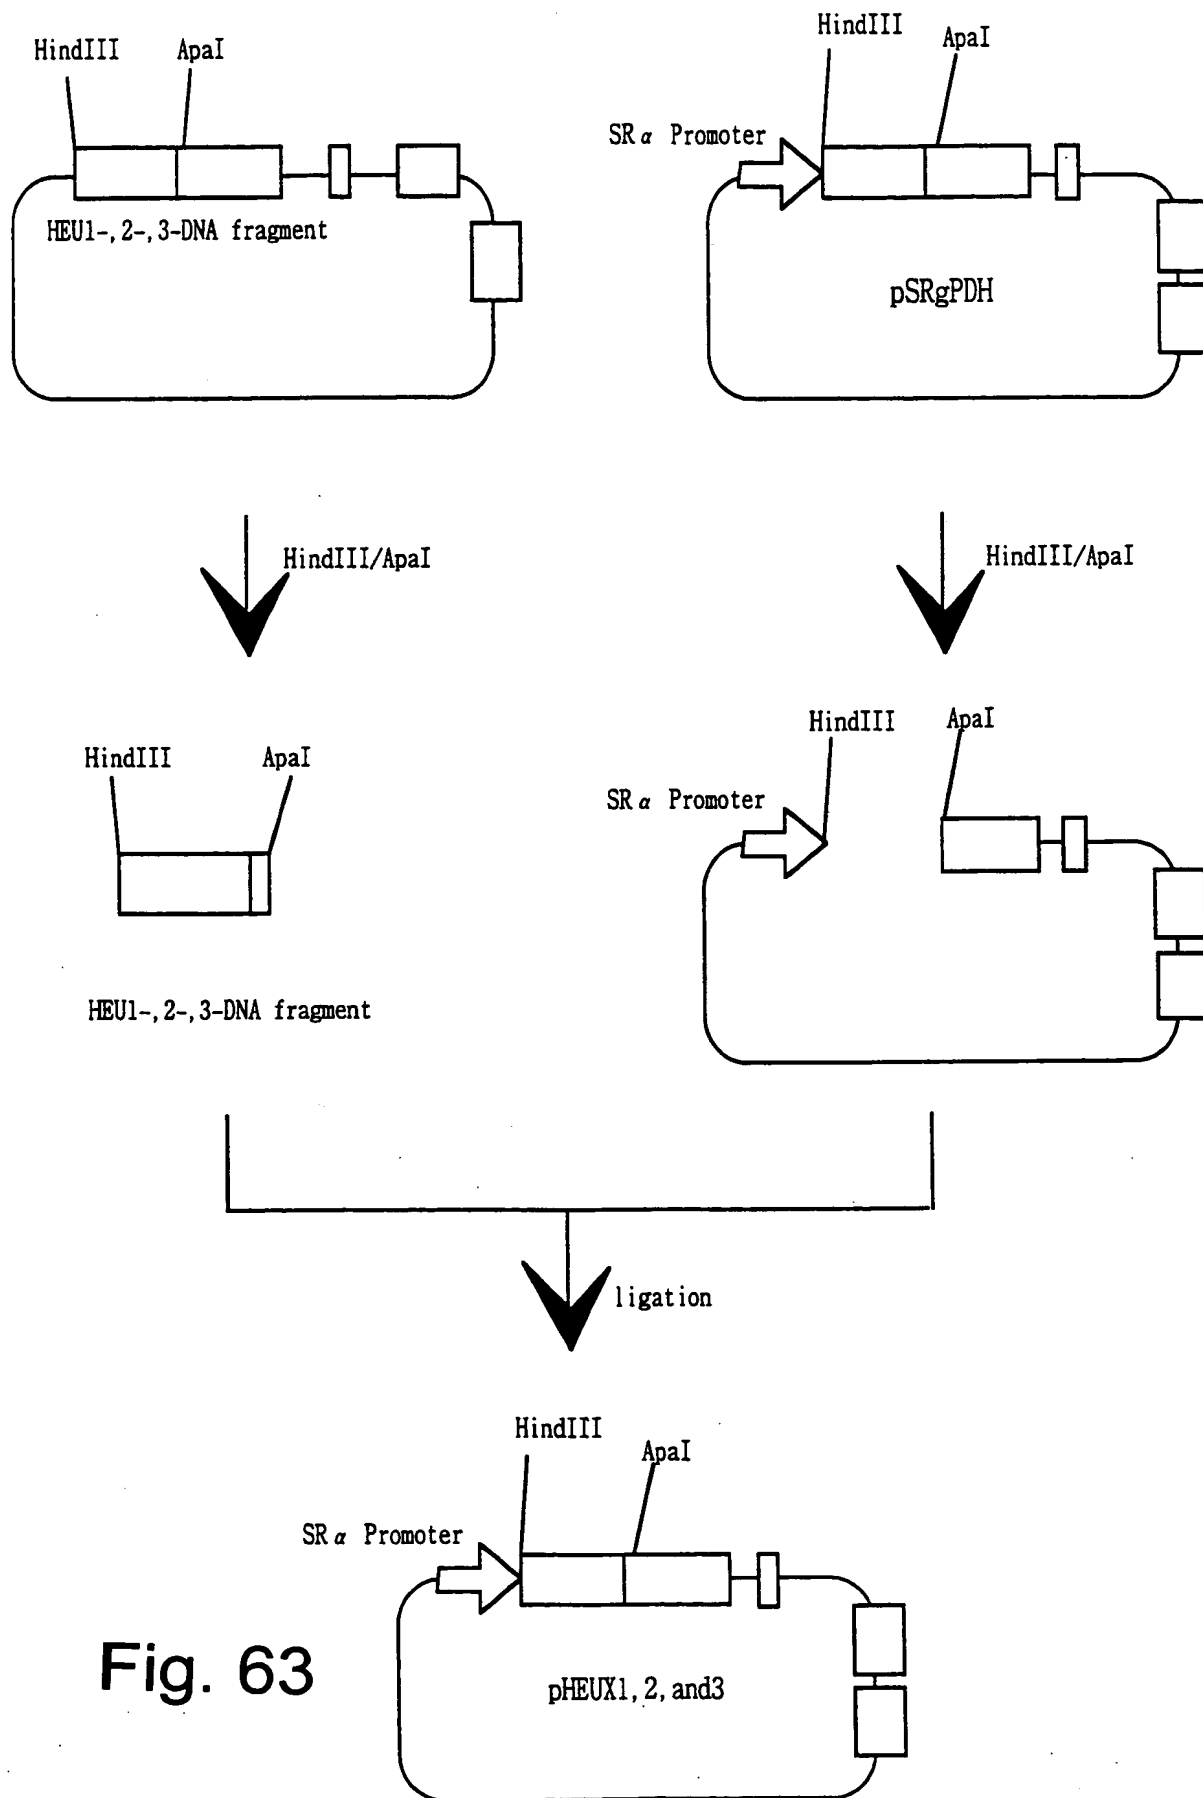 HindIII
ApaI
HEU1-,2-,3-DNA fragment
HindIII
ApaI
SRα Promoter
pSRgPDH
HindIII/ApaI
HindIII/ApaI
HindIII
ApaI
HEU1-,2-,3-DNA fragment
HindIII
ApaI
SRα Promoter
ligation
HindIII
ApaI
SRα Promoter
pHEUX1,2,and3
Fig. 63